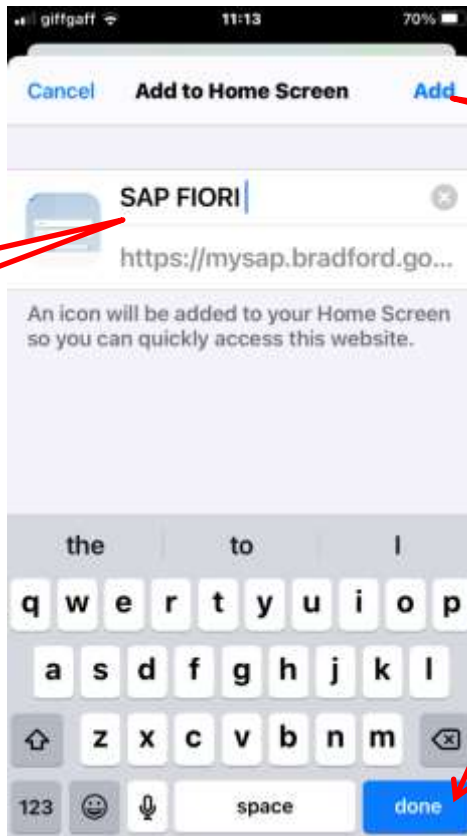 giffgaff 11:13 70%
Cancel Add to Home Screen Add
SAP FIORI
https://mysap.bradford.go...
An icon will be added to your Home Screen
so you can quickly access this website.
the to I
q w e r t y u i o p
a s d f g h j k l
z x c v b n m
123 space done